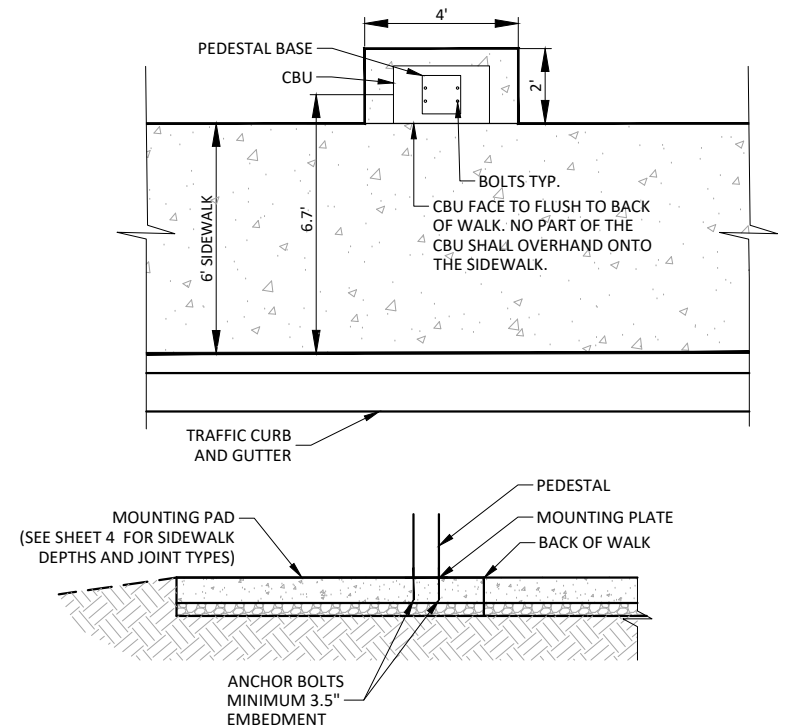 4'
PEDESTAL BASE
CBU
2'
6' SIDEWALK
6.7'
BOLTS TYP.
CBU FACE TO FLUSH TO BACK
OF WALK. NO PART OF THE
CBU SHALL OVERHAND ONTO
THE SIDEWALK.
TRAFFIC CURB
AND GUTTER
PEDESTAL
MOUNTING PAD
(SEE SHEET 4 FOR SIDEWALK
DEPTHS AND JOINT TYPES)
MOUNTING PLATE
BACK OF WALK
ANCHOR BOLTS
MINIMUM 3.5"
EMBEDMENT